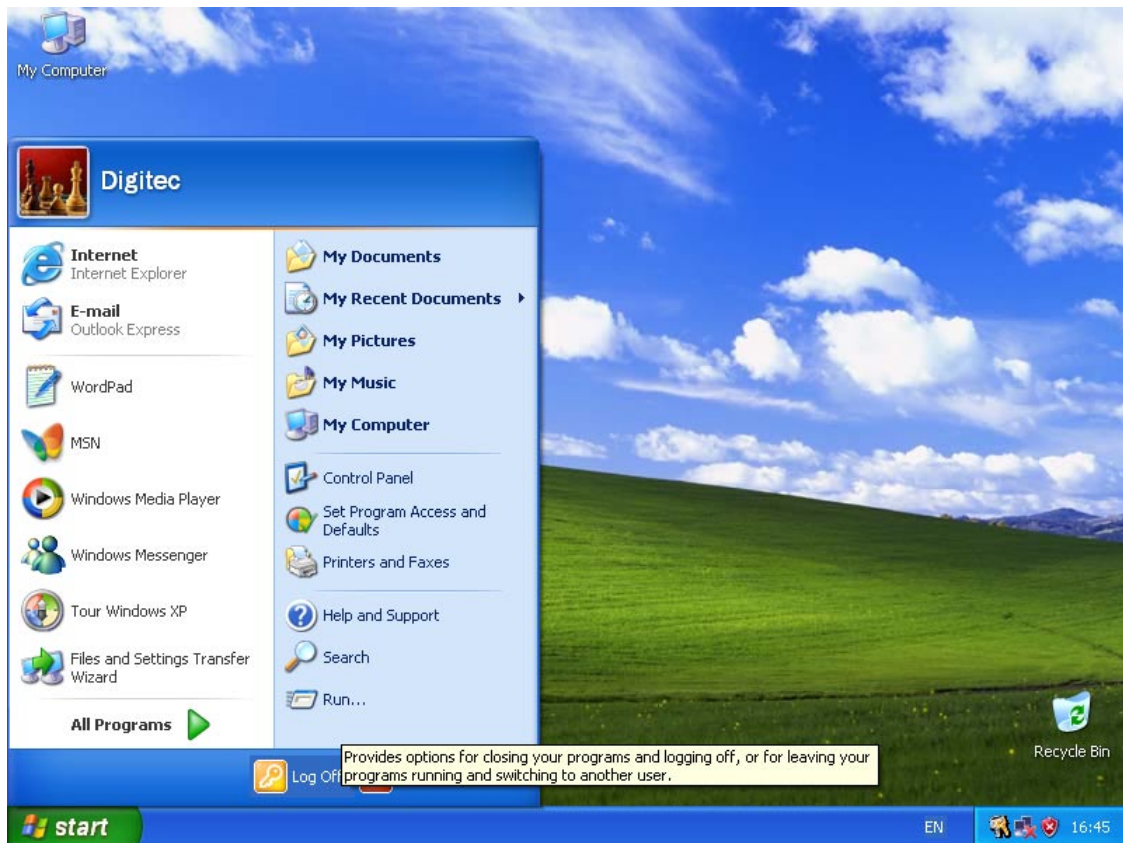 My Computer
Digitec
Internet
Internet Explorer
E-mail
Outlook Express
WordPad
MSN
Windows Media Player
Windows Messenger
Tour Windows XP
Files and Settings Transfer
Wizard
All Programs
My Documents
My Recent Documents
My Pictures
My Music
My Computer
Control Panel
Set Program Access and
Defaults
Printers and Faxes
Help and Support
Search
Run...
Log Off
Provides options for closing your programs and logging off, or for leaving your
programs running and switching to another user.
Recycle Bin
start
EN
16:45